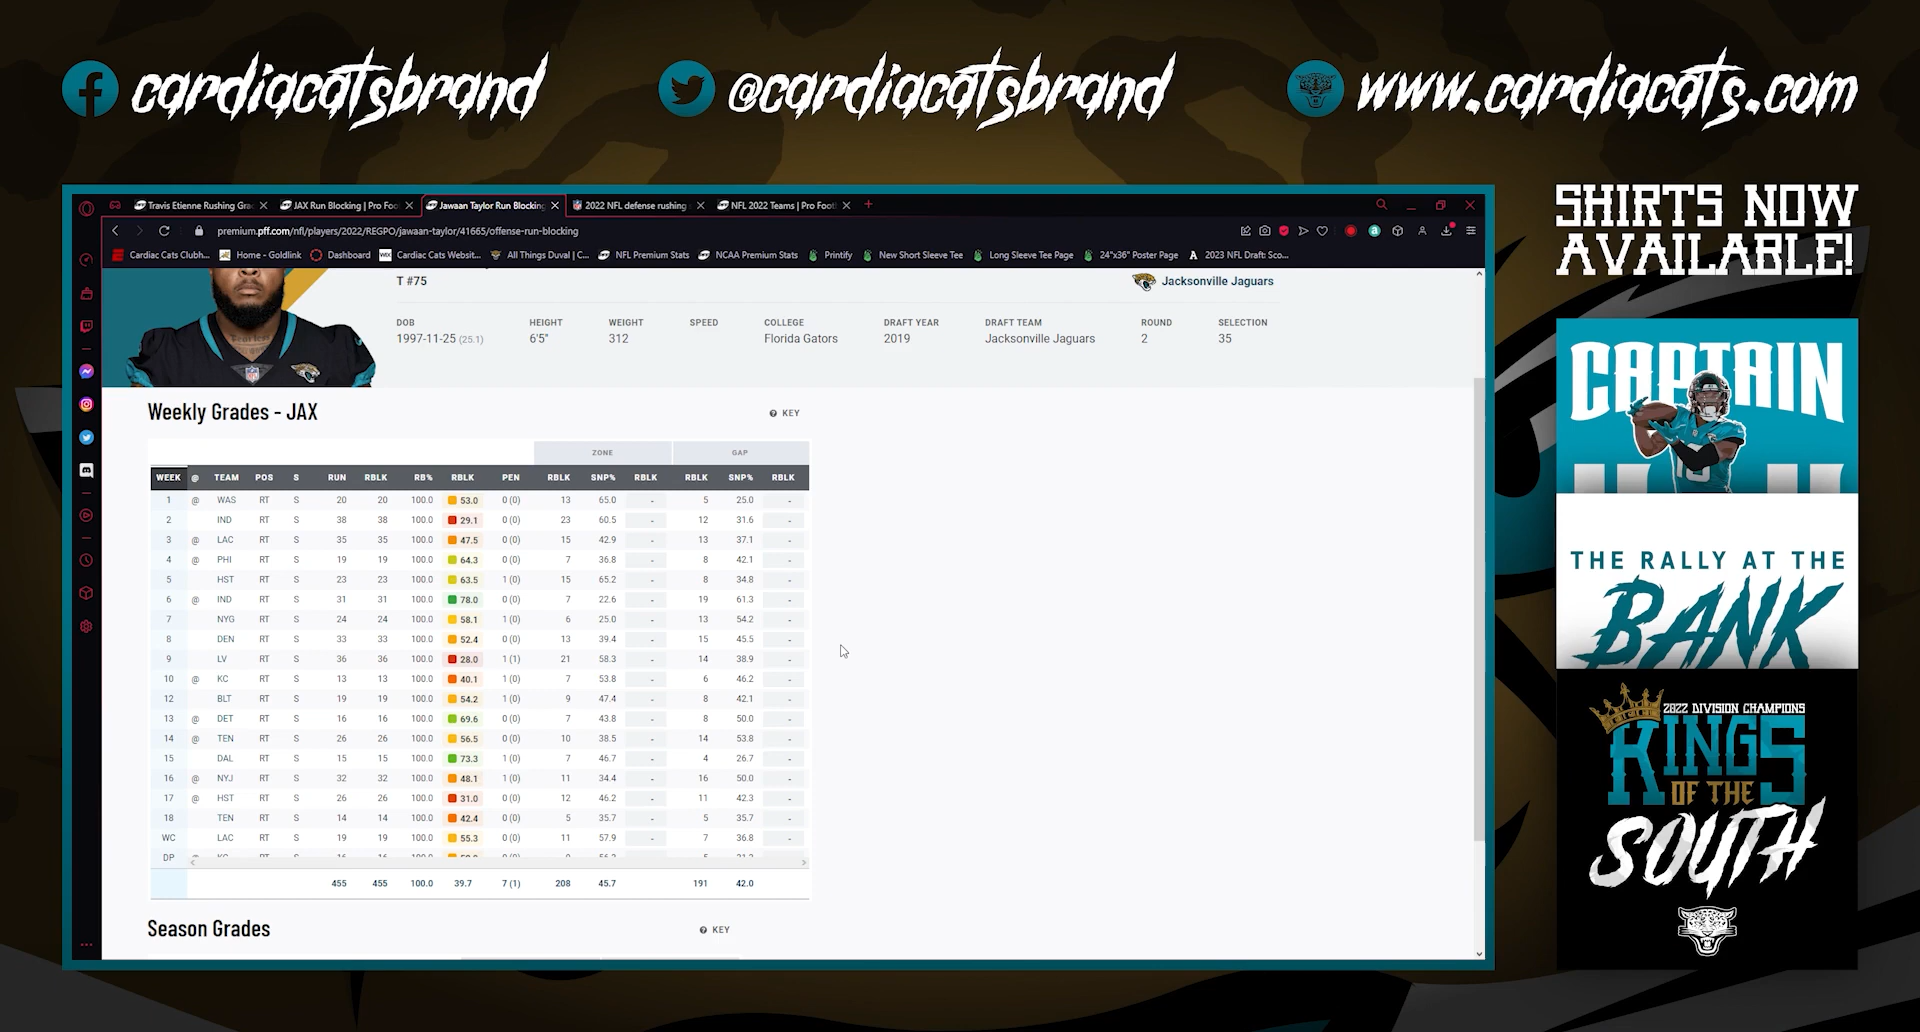 cardiacatsbrand @cardiacatsbrand www.cardiacats.com
SHIRTS NOW
AVAILABLE!
Travis Etienne Rushing Gra JAX Run Blocking | Pro Foo Jawaan Taylor Run Blocking 2022 NFL defense rushing NFL 2022 Teams | Pro Foot
premium.pff.com/nfl/players/2022/REGPO/jawaan-taylor/41665/offense-run-blocking
Cardiac Cats Clubh... Home - Goldlink Dashboard Cardiac Cats Websit... All Things Duval | C... NFL Premium Stats NCAA Premium Stats Printify New Short Sleeve Tee Long Sleeve Tee Page 24"x36" Poster Page 2023 NFL Draft: Sco...
T #75 Jacksonville Jaguars
DOB HEIGHT WEIGHT SPEED COLLEGE DRAFT YEAR DRAFT TEAM ROUND SELECTION
1997-11-25 (25.1) 6'5" 312 Florida Gators 2019 Jacksonville Jaguars 2 35
Weekly Grades - JAX KEY
ZONE GAP
WEEK @ TEAM POS S RUN RBLK RB% RBLK PEN RBLK SNP% RBLK RBLK SNP% RBLK
1 @ WAS RT S 20 20 100.0 53.0 0 (0) 13 65.0 - 5 25.0 -
2 IND RT S 38 38 100.0 29.1 0 (0) 23 60.5 - 12 31.6 -
3 @ LAC RT S 35 35 100.0 47.5 0 (0) 15 42.9 - 13 37.1 -
4 @ PHI RT S 19 19 100.0 64.3 0 (0) 7 36.8 - 8 42.1 -
5 HST RT S 23 23 100.0 63.5 1 (0) 15 65.2 - 8 34.8 -
6 @ IND RT S 31 31 100.0 78.0 0 (0) 7 22.6 - 19 61.3 -
7 NYG RT S 24 24 100.0 58.1 1 (0) 6 25.0 - 13 54.2 -
8 DEN RT S 33 33 100.0 52.4 0 (0) 13 39.4 - 15 45.5 -
9 LV RT S 36 36 100.0 28.0 1 (1) 21 58.3 - 14 38.9 -
10 @ KC RT S 13 13 100.0 40.1 1 (0) 7 53.8 - 6 46.2 -
12 BLT RT S 19 19 100.0 54.2 1 (0) 9 47.4 - 8 42.1 -
13 @ DET RT S 16 16 100.0 69.6 0 (0) 7 43.8 - 8 50.0 -
14 @ TEN RT S 26 26 100.0 56.5 0 (0) 10 38.5 - 14 53.8 -
15 DAL RT S 15 15 100.0 73.3 1 (0) 7 46.7 - 4 26.7 -
16 @ NYJ RT S 32 32 100.0 48.1 1 (0) 11 34.4 - 16 50.0 -
17 @ HST RT S 26 26 100.0 31.0 0 (0) 12 46.2 - 11 42.3 -
18 TEN RT S 14 14 100.0 42.4 0 (0) 5 35.7 - 5 35.7 -
WC LAC RT S 19 19 100.0 55.3 0 (0) 11 57.9 - 7 36.8 -
DP
455 455 100.0 39.7 7 (1) 208 45.7 191 42.0
Season Grades KEY
CAPTAIN
THE RALLY AT THE
BANK
2022 DIVISION CHAMPIONS
KINGS
OF THE
SOUTH